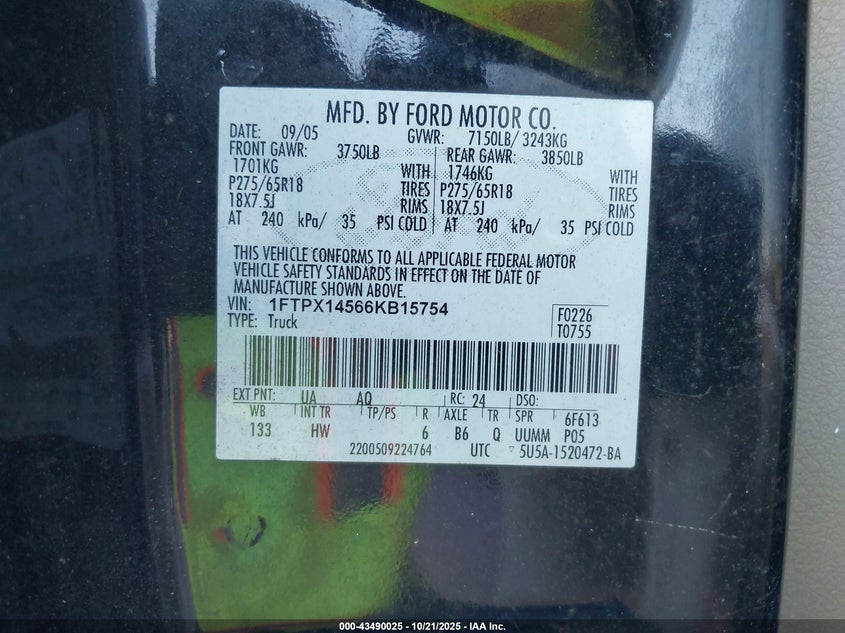 MFD. BY FORD MOTOR CO.
DATE: 09/05 GVWR: 7150LB/ 3243KG
FRONT GAWR: 3750LB REAR GAWR: 3850LB
1701KG WITH 1746KG WITH
P275/65R18 TIRES P275/65R18 TIRES
18X7.5J RIMS 18X7.5J RIMS
AT 240 kPa/ 35 PSI COLD AT 240 kPa/ 35 PSI COLD
THIS VEHICLE CONFORMS TO ALL APPLICABLE FEDERAL MOTOR
VEHICLE SAFETY STANDARDS IN EFFECT ON THE DATE OF
MANUFACTURE SHOWN ABOVE.
VIN: 1FTPX14566KB15754 F0226
TYPE: Truck T0755
EXT PNT: UA AQ RC: 24 DSO:
WB INT TR TP/PS R AXLE TR SPR 6F613
133 HW 6 B6 Q UUMM P05
2200509224764 UTC 5U5A-1520472-BA
000-43490025 - 10/21/2025 - IAA Inc.